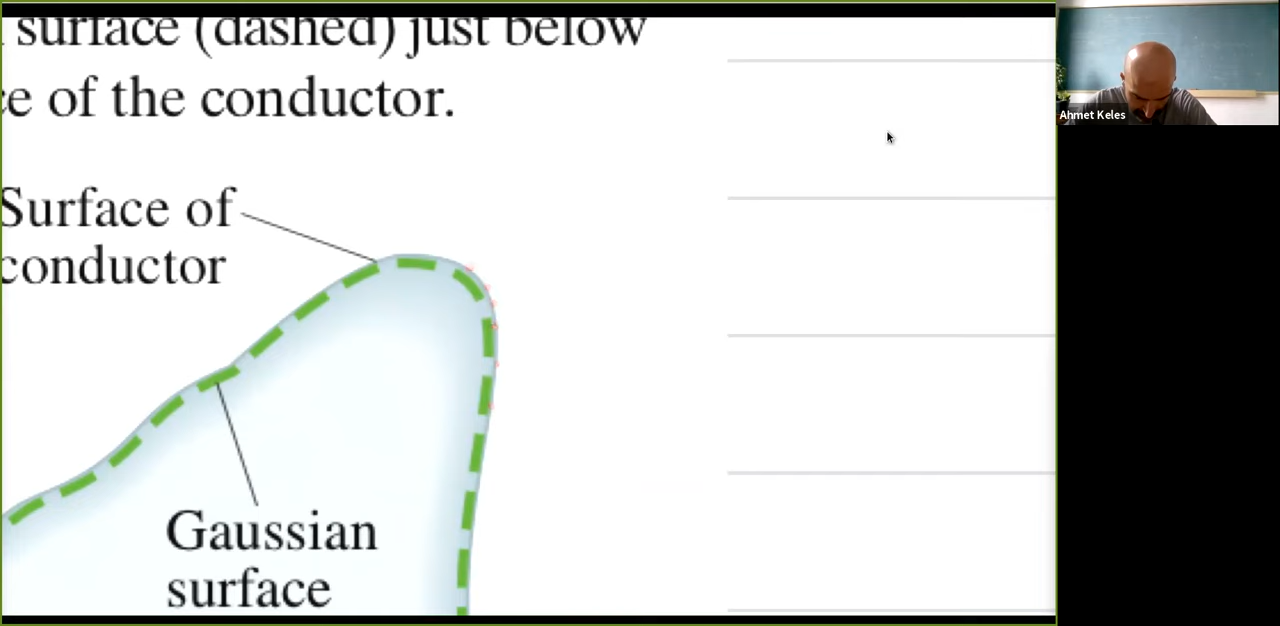 surface (dashed) just below
of the conductor.
Surface of
conductor
Gaussian
surface
Ahmet Keles